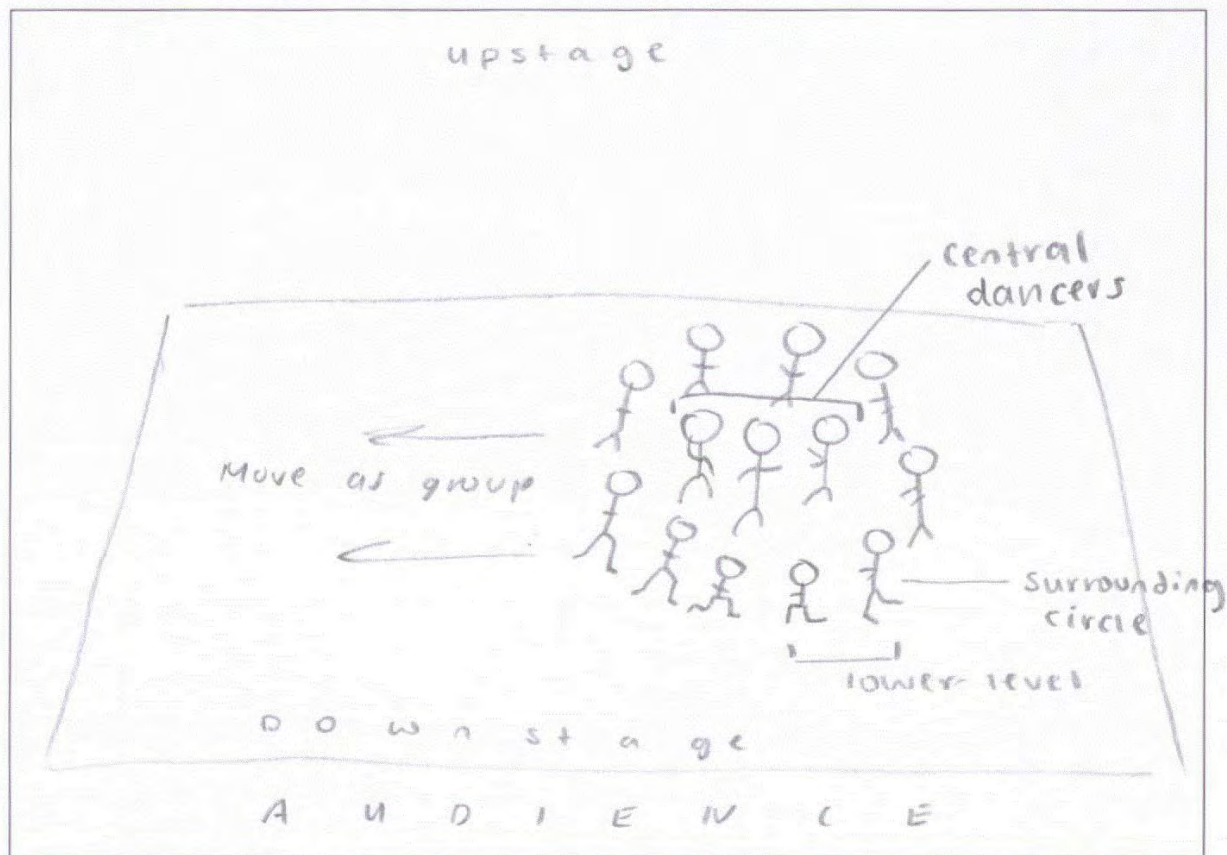 upstage
central
dancers
Move as group
surrounding
circle
lower level
Downstage
AUDIENCE